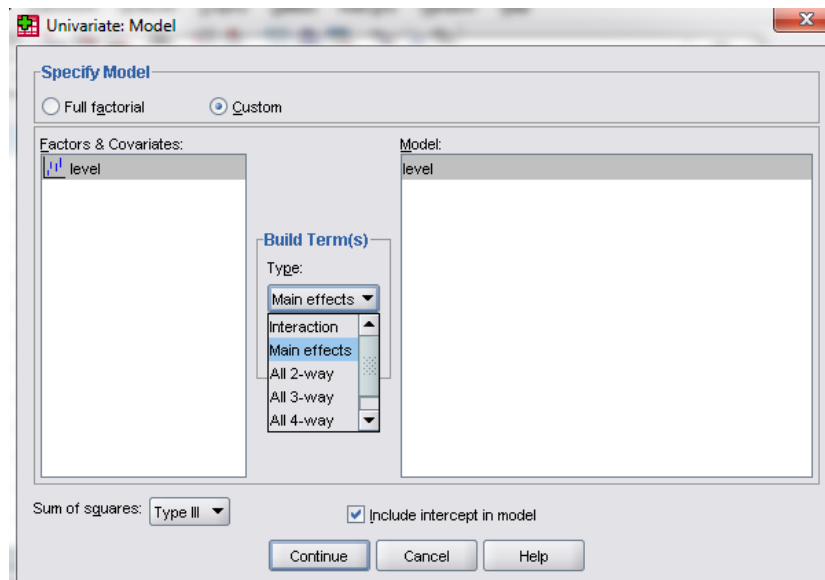 Univariate: Model
Specify Model
Full factorial Custom
Factors & Covariates:
level
Model:
level
Build Term(s)
Type:
Main effects
Interaction
Main effects
All 2-way
All 3-way
All 4-way
Sum of squares: Type III
Include intercept in model
Continue Cancel Help